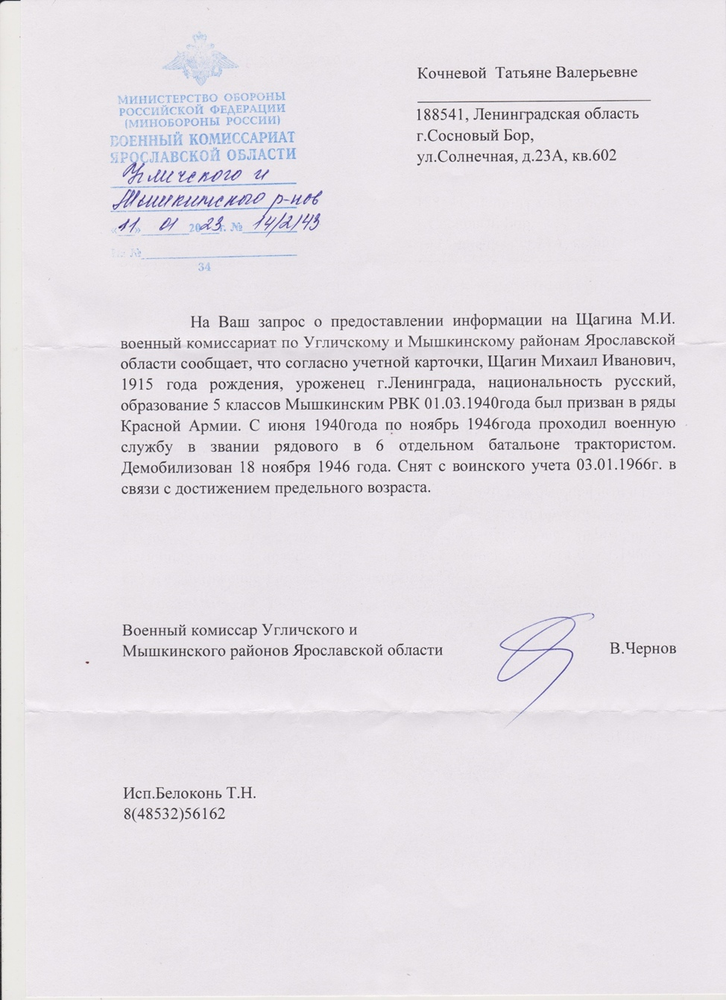 МИНИСТЕРСТВО ОБОРОНЫ
РОССИЙСКОЙ ФЕДЕРАЦИИ
(МИНОБОРОНЫ РОССИИ)
ВОЕННЫЙ КОМИССАРИАТ
ЯРОСЛАВСКОЙ ОБЛАСТИ
Угличского и
Мышкинского р-нов
«11» 01 2023г. № 14/2/43
№
34
Кочневой Татьяне Валерьевне
188541, Ленинградская область
г.Сосновый Бор,
ул.Солнечная, д.23А, кв.602
На Ваш запрос о предоставлении информации на Щагина М.И.
военный комиссариат по Угличскому и Мышкинскому районам Ярославской
области сообщает, что согласно учетной карточки, Щагин Михаил Иванович,
1915 года рождения, уроженец г.Ленинграда, национальность русский,
образование 5 классов Мышкинским РВК 01.03.1940года был призван в ряды
Красной Армии. С июня 1940года по ноябрь 1946года проходил военную
службу в звании рядового в 6 отдельном батальоне трактористом.
Демобилизован 18 ноября 1946 года. Снят с воинского учета 03.01.1966г. в
связи с достижением предельного возраста.
Военный комиссар Угличского и
Мышкинского районов Ярославской области В.Чернов
Исп.Белоконь Т.Н.
8(48532)56162